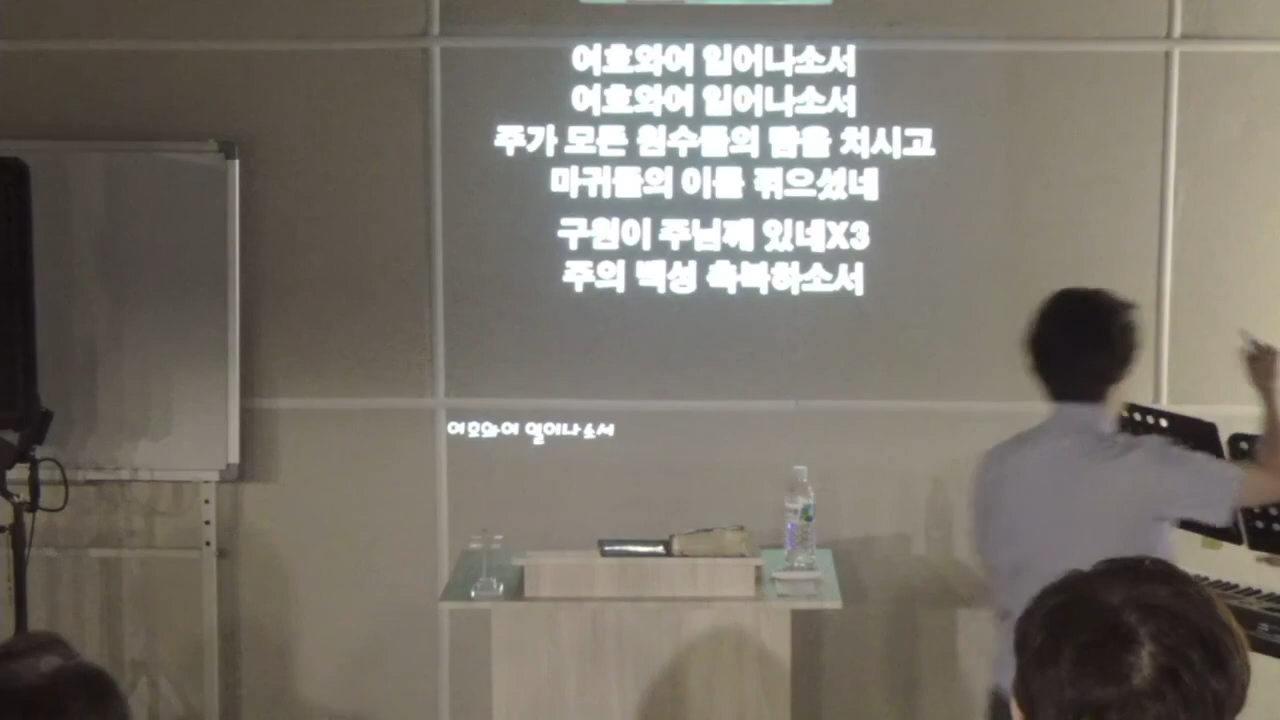 여호와여 일어나소서
여호와여 일어나소서
주가 모든 원수들의 뺨을 치시고
마귀들의 이를 꺾으셨네
구원이 주님께 있네X3
주의 백성 축복하소서
여호와여 일어나소서